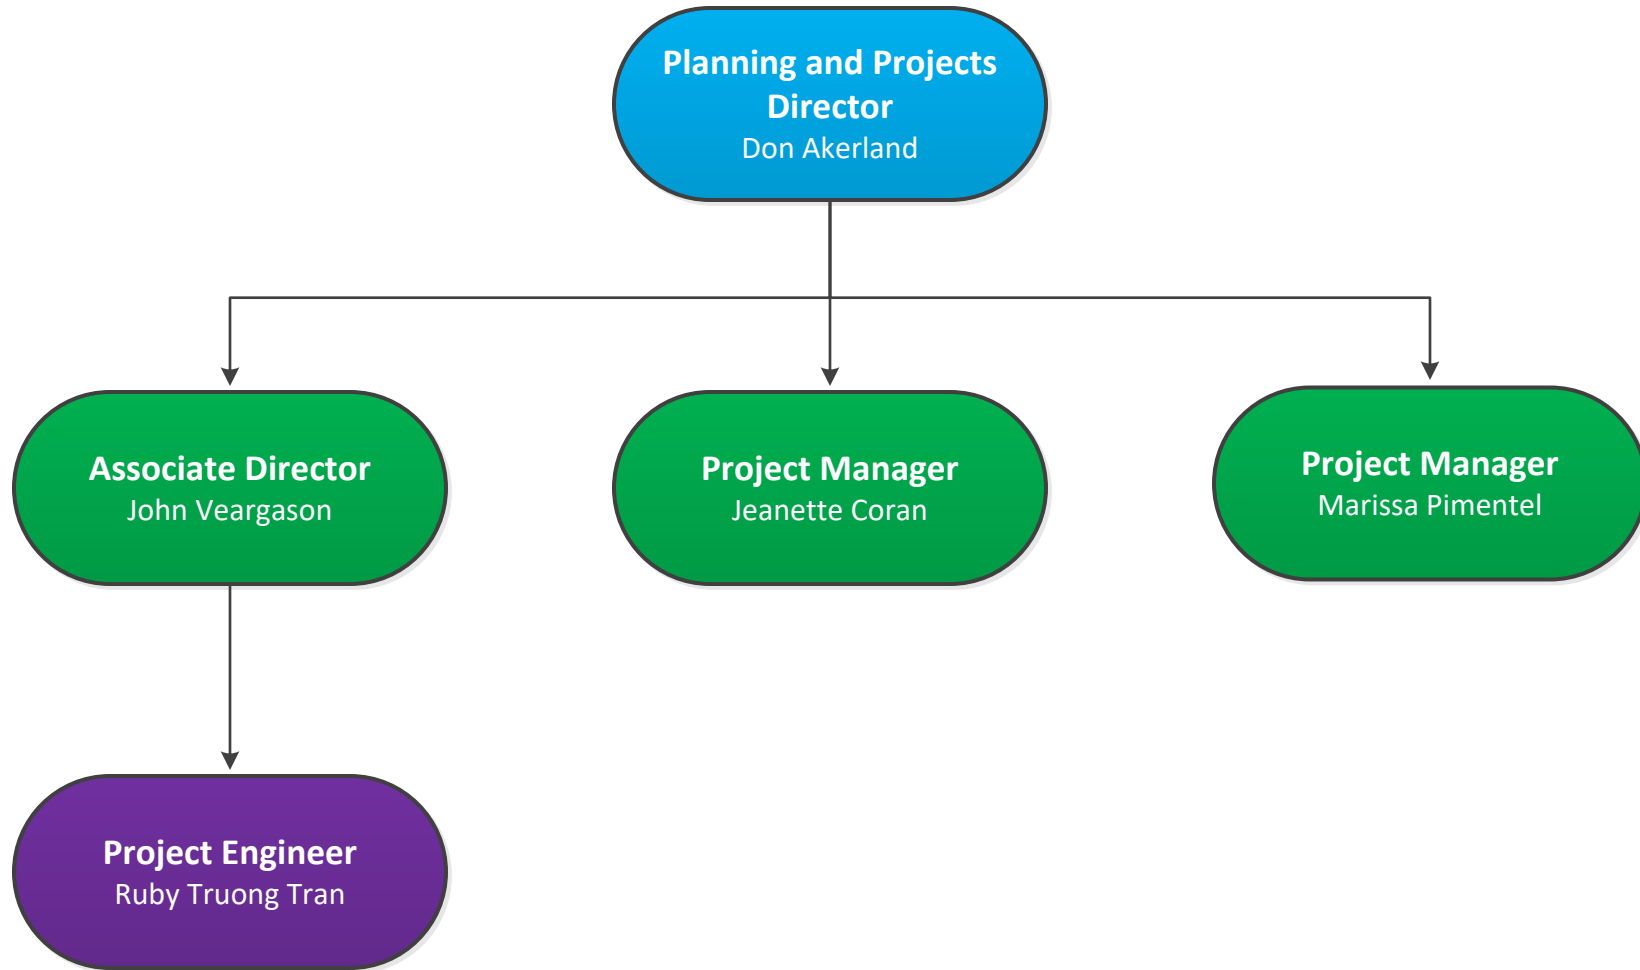 Planning and Projects
Director
Don Akerland
Associate Director
John Veargason
Project Manager
Jeanette Coran
Project Manager
Marissa Pimentel
Project Engineer
Ruby Truong Tran